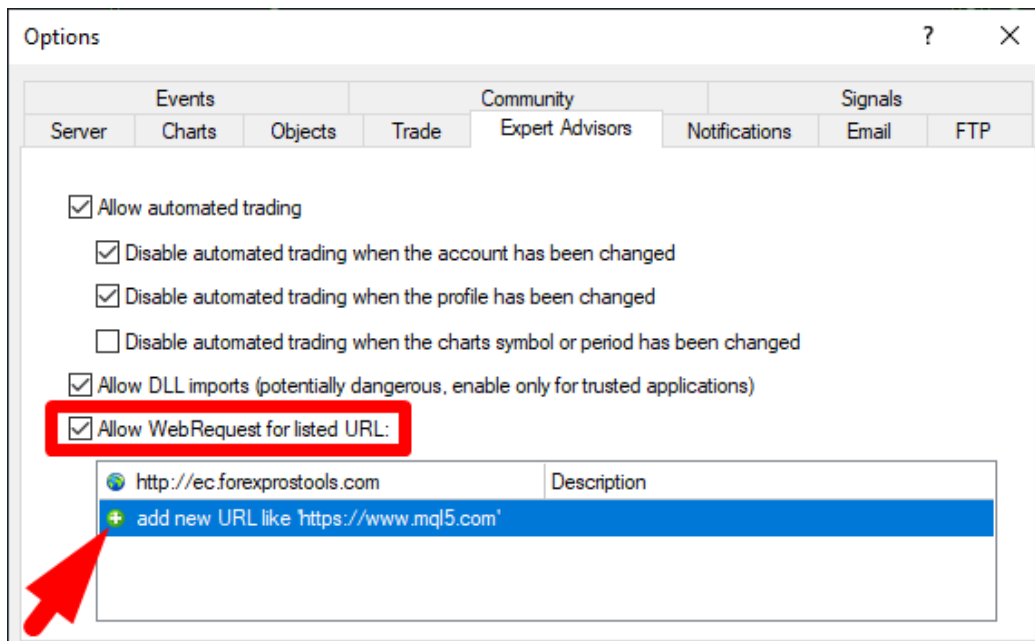 Options
?
Events Community Signals
Server Charts Objects Trade Expert Advisors Notifications Email FTP
Allow automated trading
Disable automated trading when the account has been changed
Disable automated trading when the profile has been changed
Disable automated trading when the charts symbol or period has been changed
Allow DLL imports (potentially dangerous, enable only for trusted applications)
Allow WebRequest for listed URL:
http://ec.forexprostools.com Description
add new URL like 'https://www.mql5.com'